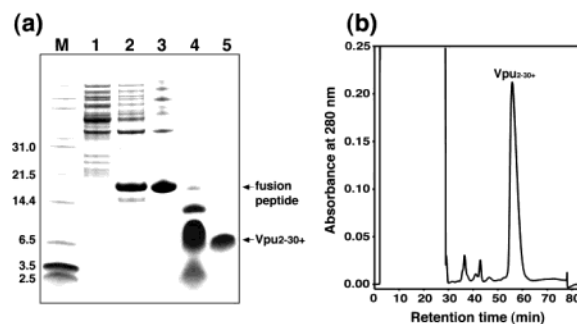 (a)
M 1 2 3 4 5
31.0
21.5
14.4
6.5
3.5
2.5
fusion
peptide
Vpu2-30+
(b)
Absorbance at 280 nm
0.25
0.20
0.15
0.10
0.05
0.00
Vpu2-30+
0 10 20 30 40 50 60 70 80
Retention time (min)